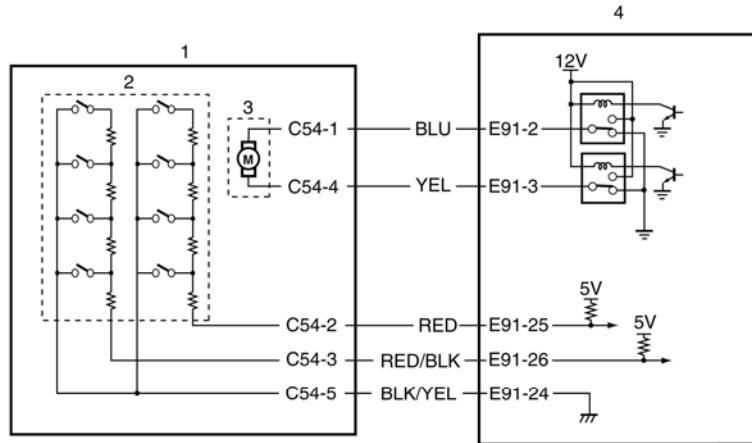 4
1
2
3
M
12V
C54-1 BLU E91-2
C54-4 YEL E91-3
5V
5V
C54-2 RED E91-25
C54-3 RED/BLK E91-26
C54-5 BLK/YEL E91-24